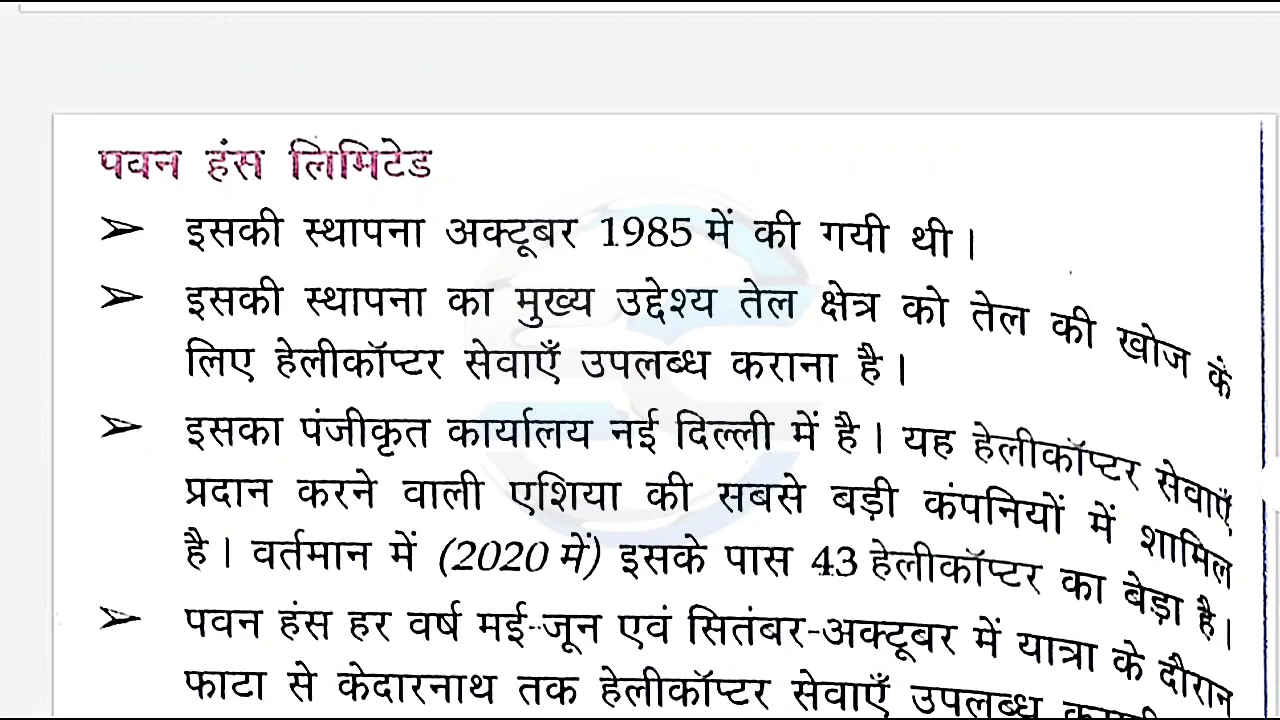 पवन हंस लिमिटेड
➢ इसकी स्थापना अक्टूबर 1985 में की गयी थी।
➢ इसकी स्थापना का मुख्य उद्देश्य तेल क्षेत्र को तेल की खोज के
लिए हेलीकॉप्टर सेवाएँ उपलब्ध कराना है।
➢ इसका पंजीकृत कार्यालय नई दिल्ली में है। यह हेलीकॉप्टर सेवाएँ
प्रदान करने वाली एशिया की सबसे बड़ी कंपनियों में शामिल
है। वर्तमान में (2020 में) इसके पास 43 हेलीकॉप्टर का बेड़ा है।
➢ पवन हंस हर वर्ष मई-जून एवं सितंबर-अक्टूबर में यात्रा के दौरान
फाटा से केदारनाथ तक हेलीकॉप्टर सेवाएँ उपलब्ध